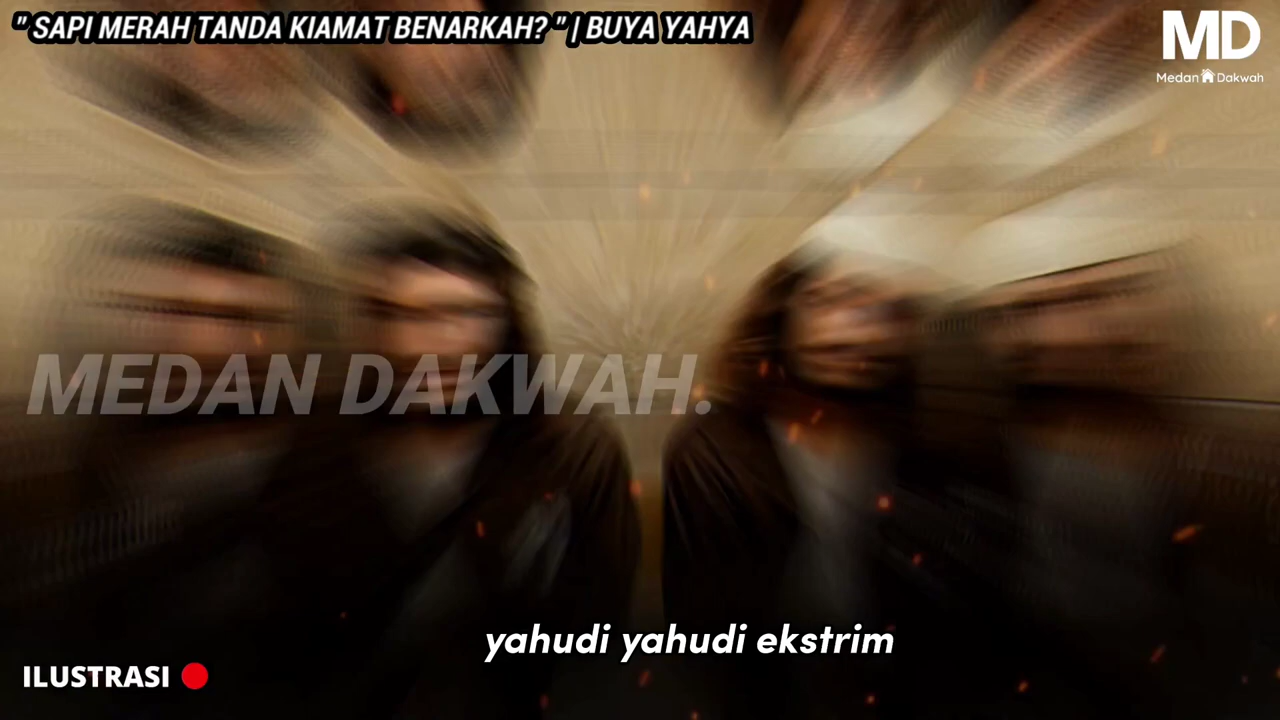 " SAPI MERAH TANDA KIAMAT BENARKAH? " | BUYA YAHYA
MD
Medan Dakwah
MEDAN DAKWAH.
yahudi yahudi ekstrim
ILUSTRASI